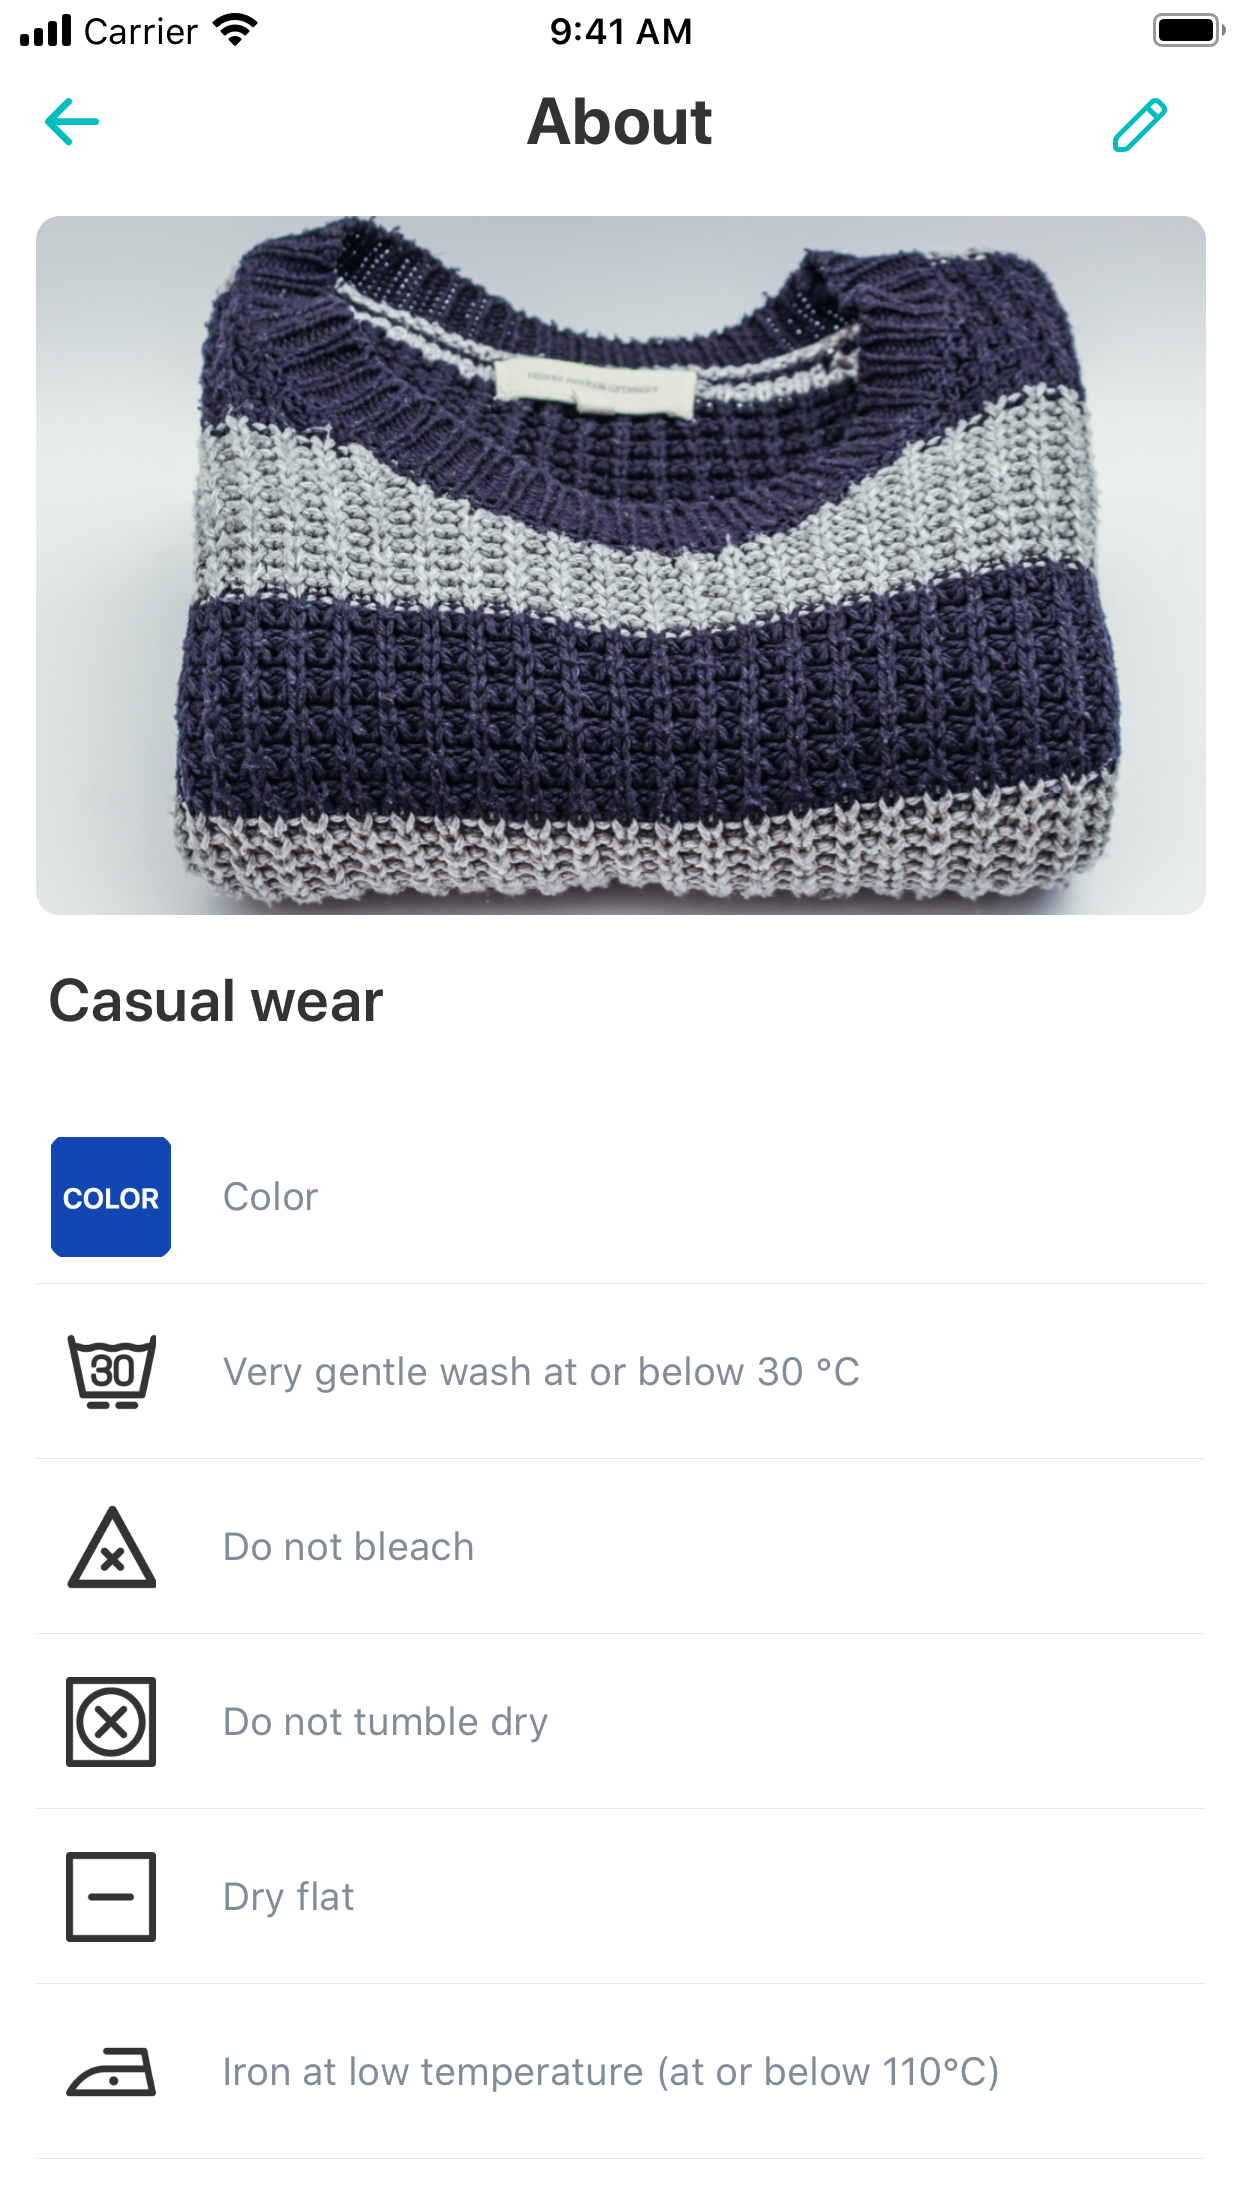 Carrier 9:41 AM
About
Casual wear
COLOR Color
30 Very gentle wash at or below 30 °C
Do not bleach
Do not tumble dry
Dry flat
Iron at low temperature (at or below 110°C)